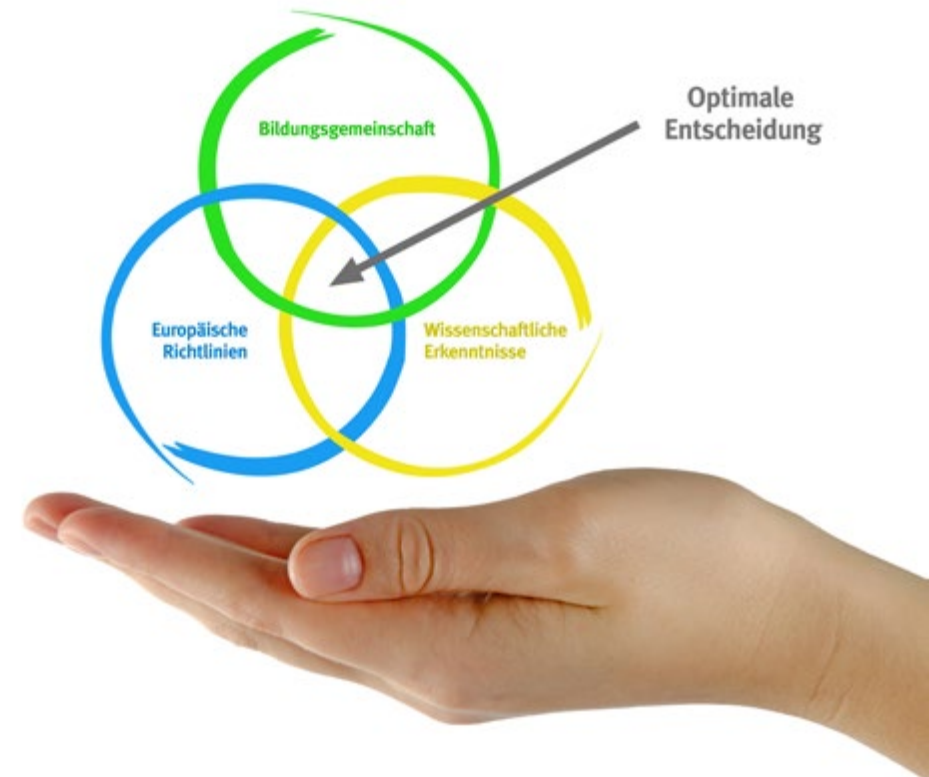 Optimale
Entscheidung
Bildungsgemeinschaft
Europäische
Richtlinien
Wissenschaftliche
Erkenntnisse